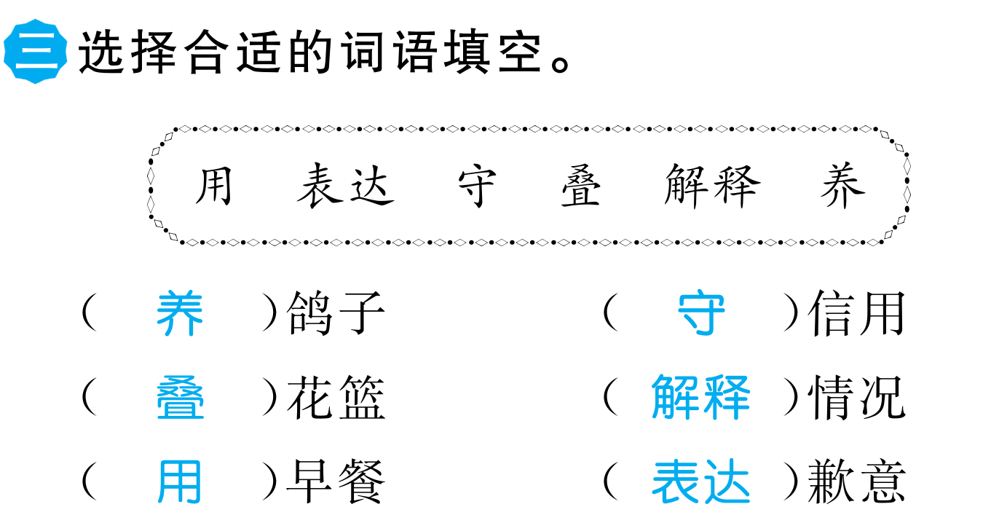 三 选择合适的词语填空。
用 表达 守 叠 解释 养
( 养 )鸽子 ( 守 )信用
( 叠 )花篮 ( 解释 )情况
( 用 )早餐 ( 表达 )歉意